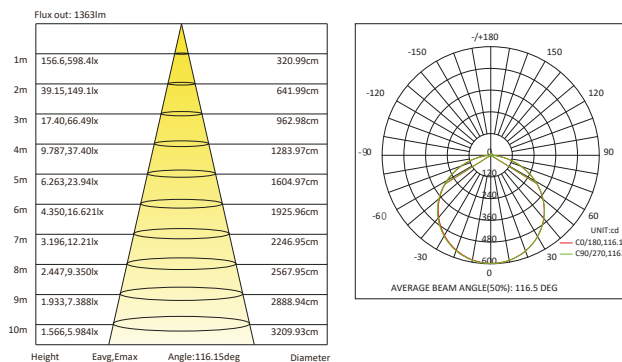 Flux out: 1363lm
1m 156.6,598.4lx 320.99cm
2m 39.15,149.1lx 641.99cm
3m 17.40,66.49lx 962.98cm
4m 9.787,37.40lx 1283.97cm
5m 6.263,23.94lx 1604.97cm
6m 4.350,16.621lx 1925.96cm
7m 3.196,12.21lx 2246.95cm
8m 2.447,9.350lx 2567.95cm
9m 1.933,7.388lx 2888.94cm
10m 1.566,5.984lx 3209.93cm
Height Eavg,Emax Angle:116.15deg Diameter
-/+180
-150 150
-120 120
-90 0 90
120
240
-60 360 60
480
UNIT:cd
C0/180,116.1
-30 600 30
C90/270,116.
0
AVERAGE BEAM ANGLE(50%): 116.5 DEG